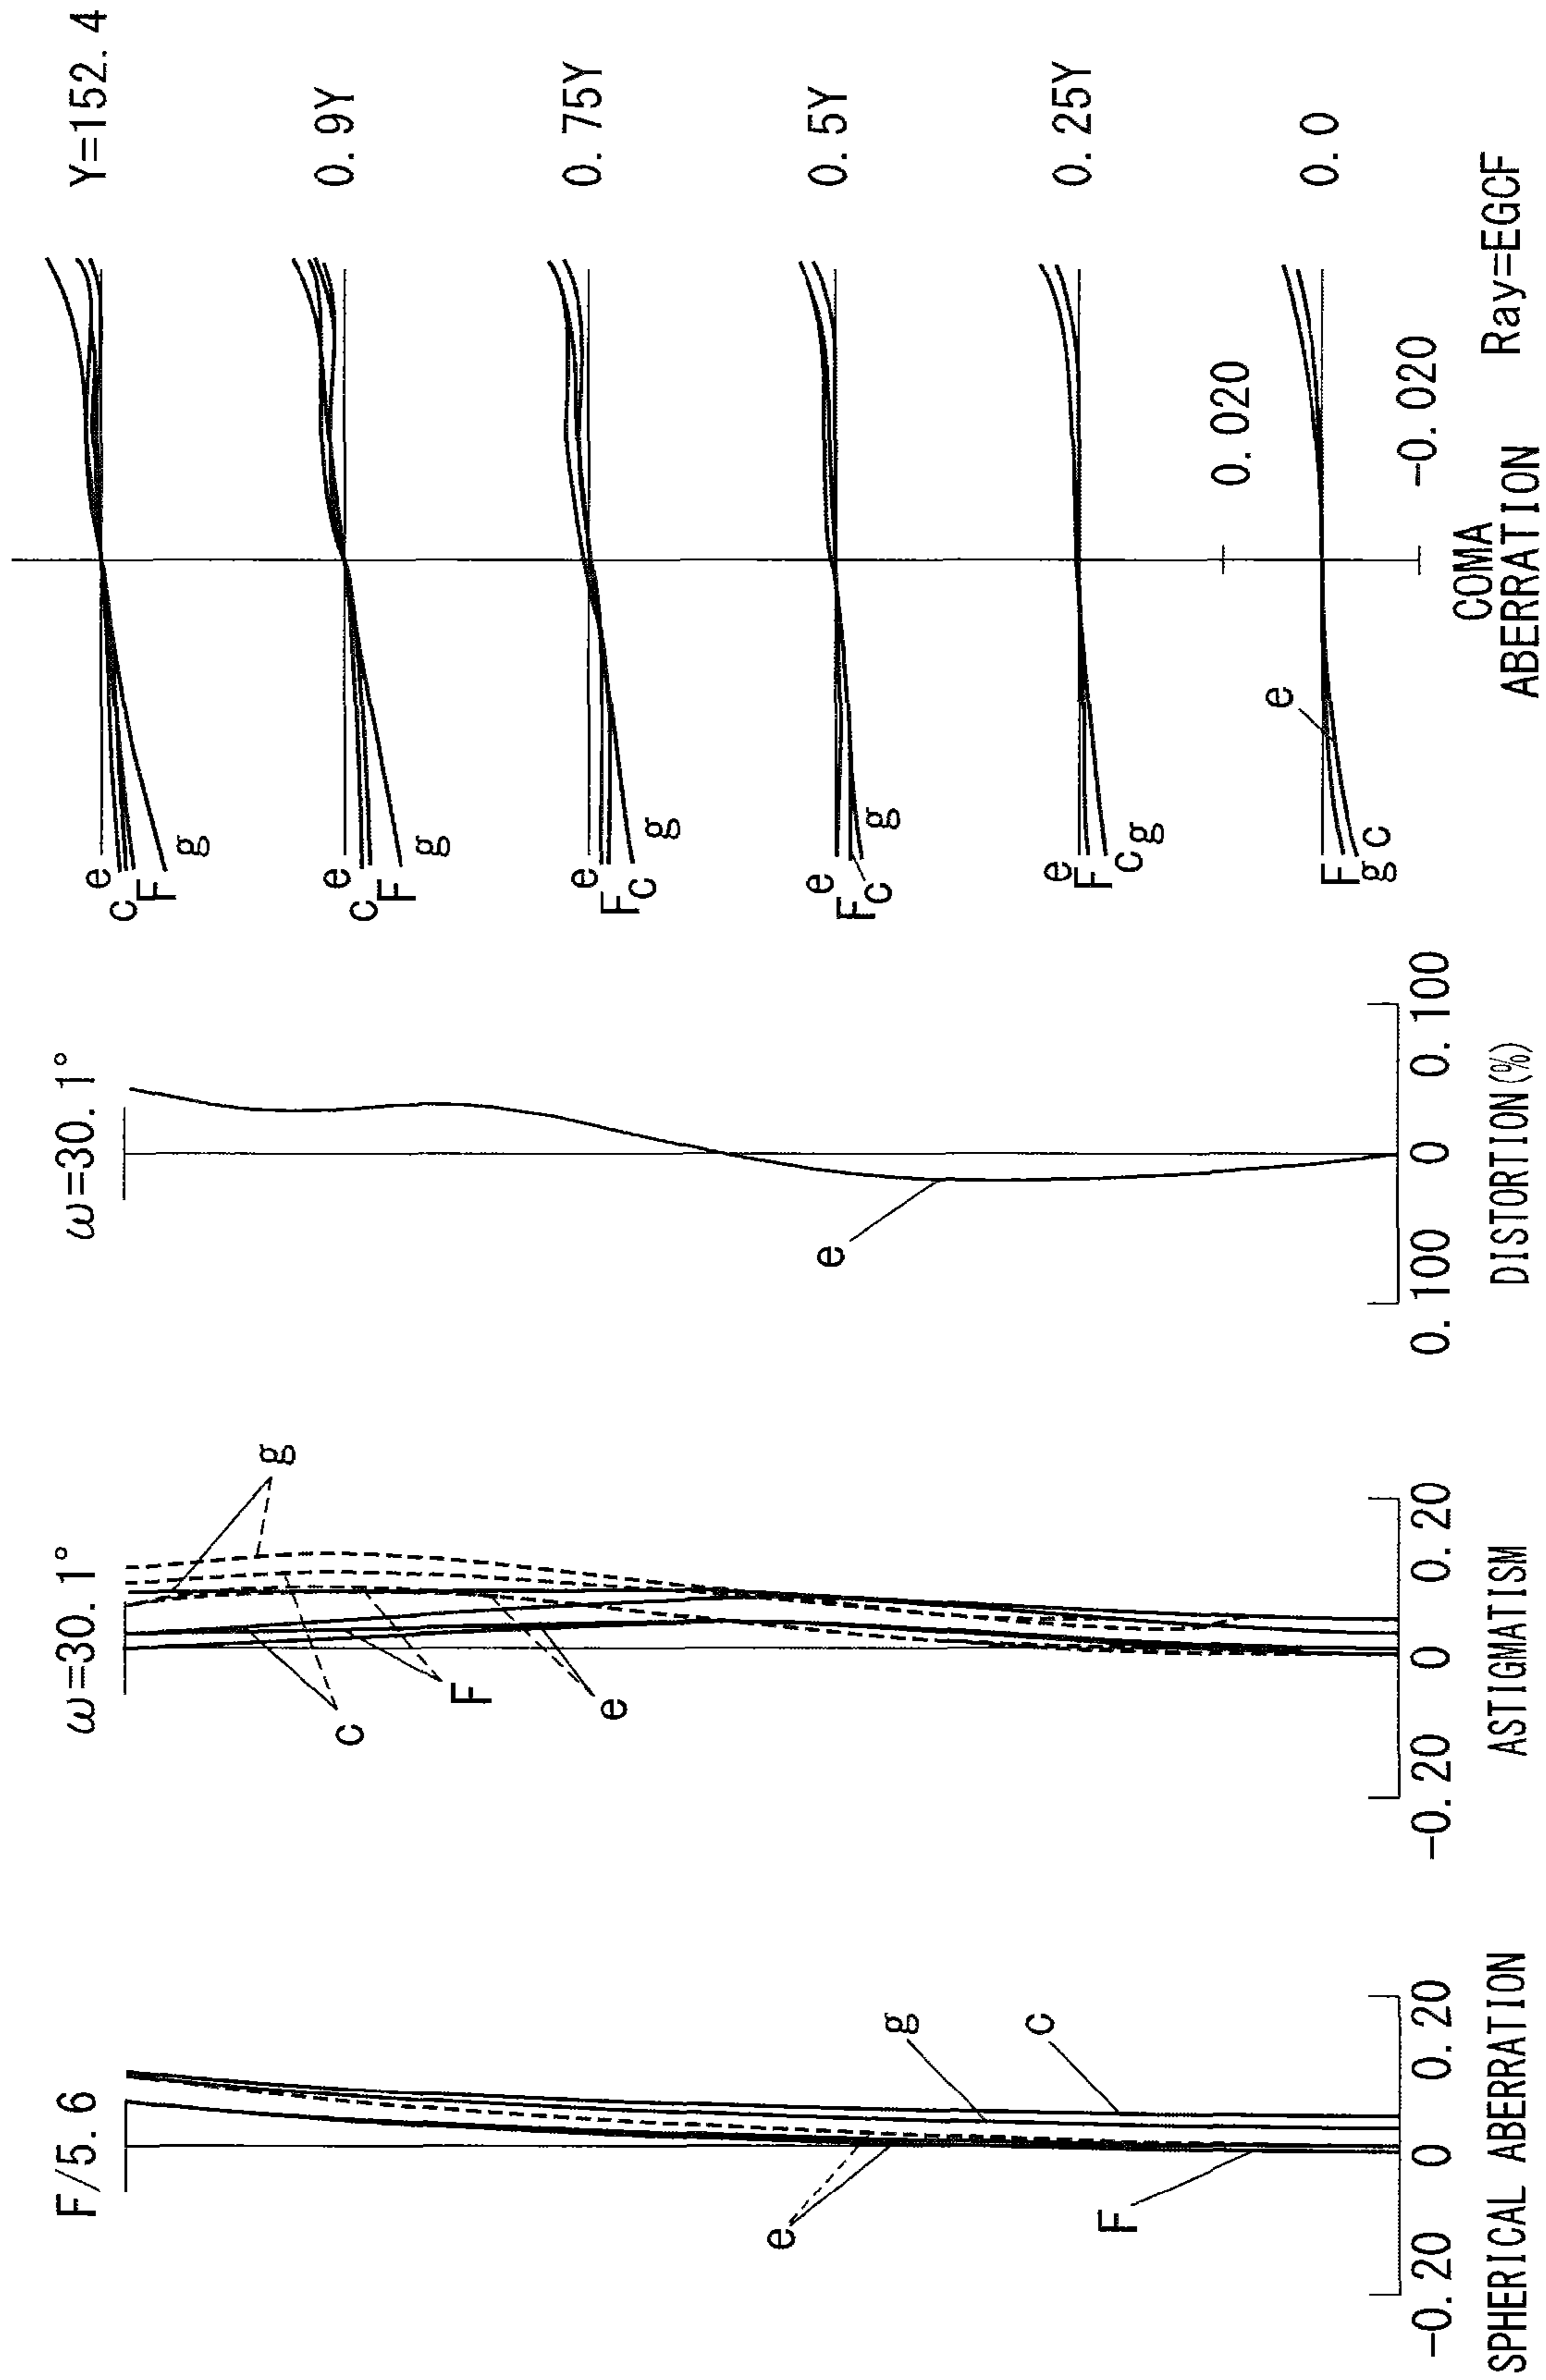 F/5. 6
g
c
e
F
-0. 20 0 0. 20
SPHERICAL ABERRATION
ω=30. 1°
g
c
F
e
-0. 20 0 0. 20
ASTIGMATISM
ω=30. 1°
e
0. 100 0 0. 100
DISTORTION(%)
Y=152. 4
e
c
F
g
0. 9Y
e
c
F
g
0. 75Y
e
F
c
g
0. 5Y
e
F
c
g
0. 25Y
e
F
c
g
0. 020
0. 0
e
F
g
c
-0. 020
COMA
ABERRATION
Ray=EGCF